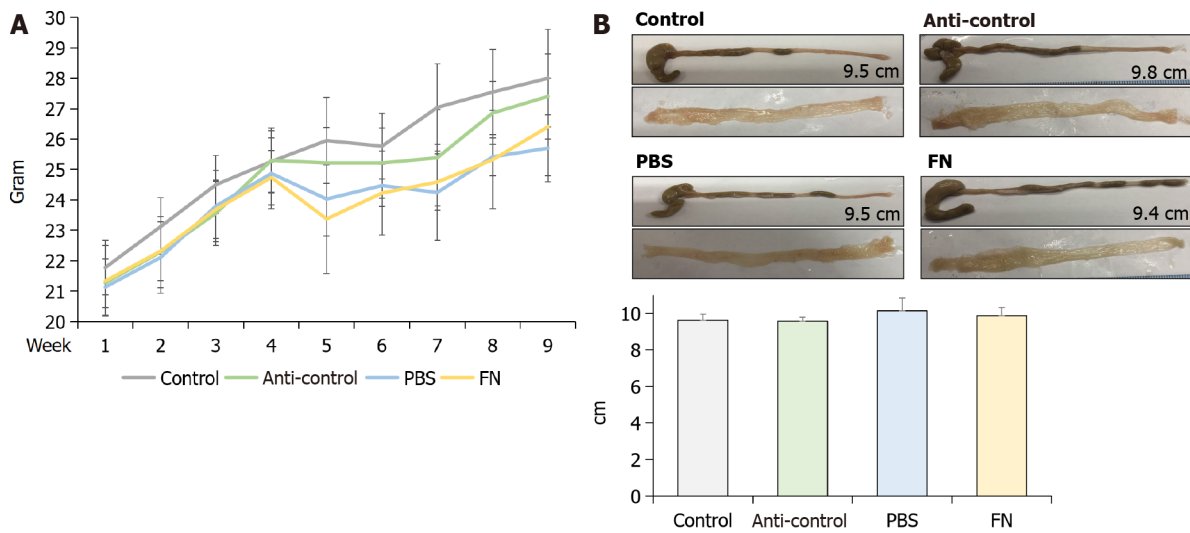 A
30
29
28
27
26
25
24
23
22
21
20
Gram
Week 1 2 3 4 5 6 7 8 9
Control Anti-control PBS FN
B
Control Anti-control
9.5 cm 9.8 cm
PBS FN
9.5 cm 9.4 cm
10
8
6
4
2
0
cm
Control Anti-control PBS FN